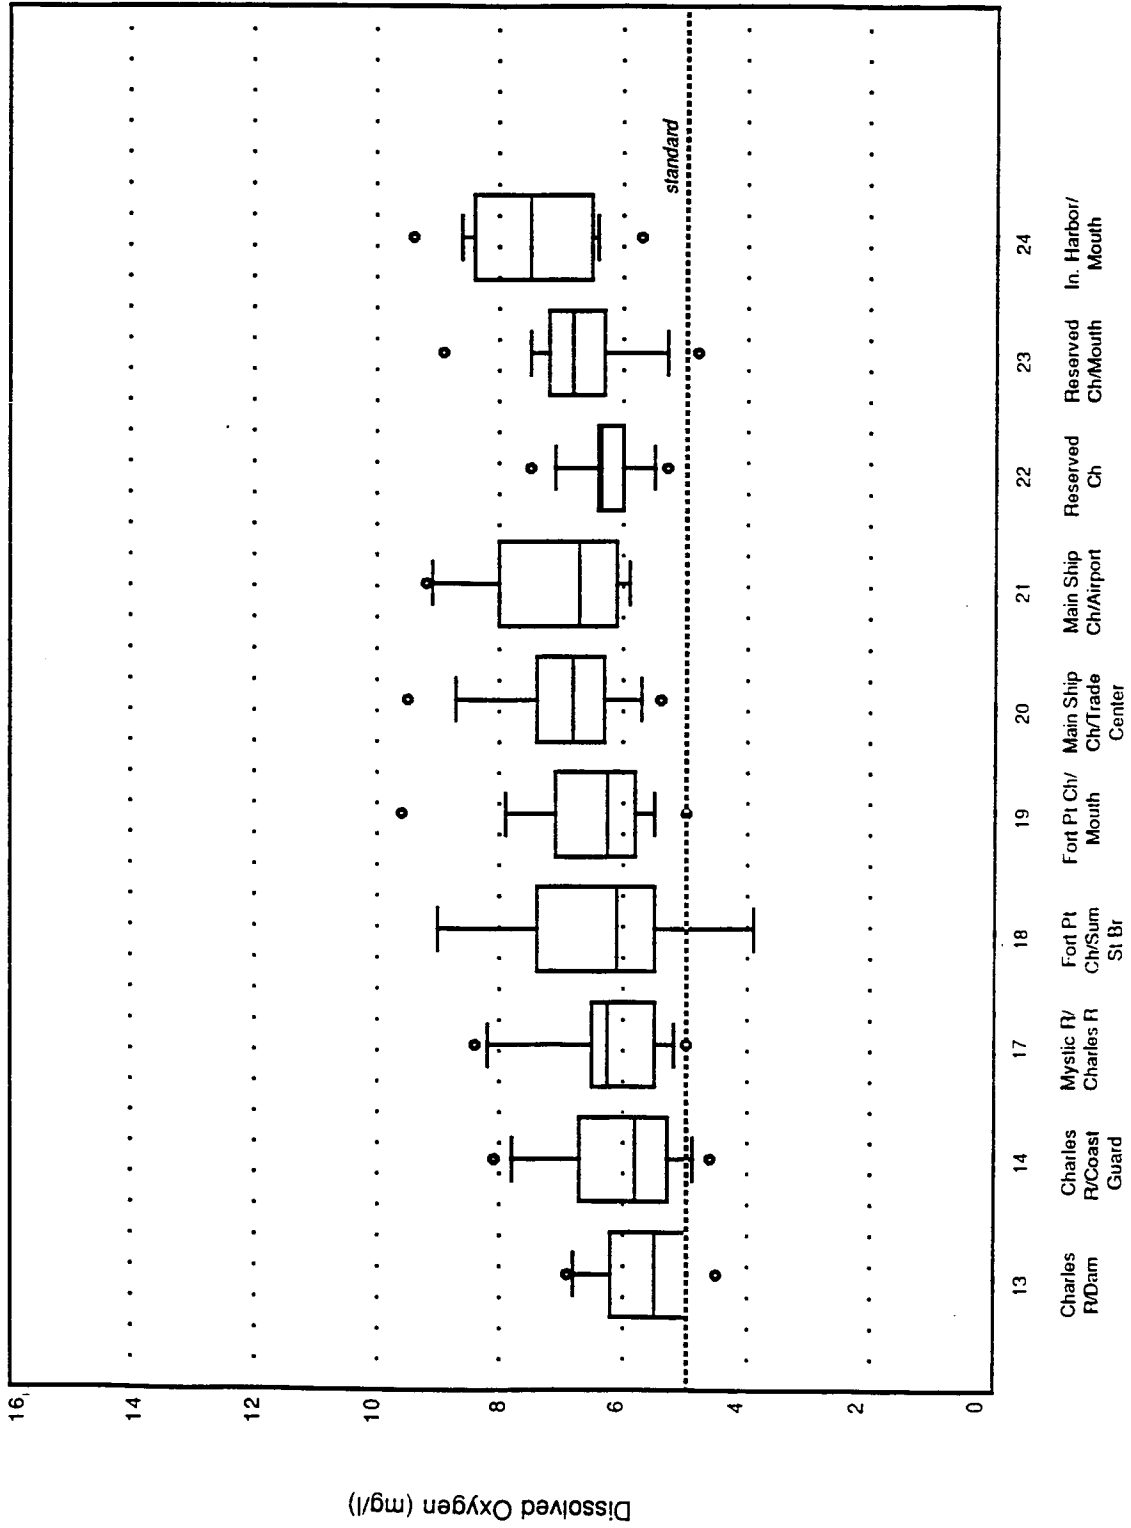 Dissolved Oxygen (mg/l)
16
12
10
8
6
4
2
0
standard
13
14
17
18
19
20
21
22
23
24
Charles
R/Dam
Charles
R/Coast
Guard
Mystic R/
Charles R
Fort Pt
Ch/Sum
St Br
Fort Pt Ch/
Mouth
Main Ship
Ch/Trade
Center
Main Ship
Ch/Airport
Reserved
Ch
Reserved
Ch/Mouth
In. Harbor/
Mouth